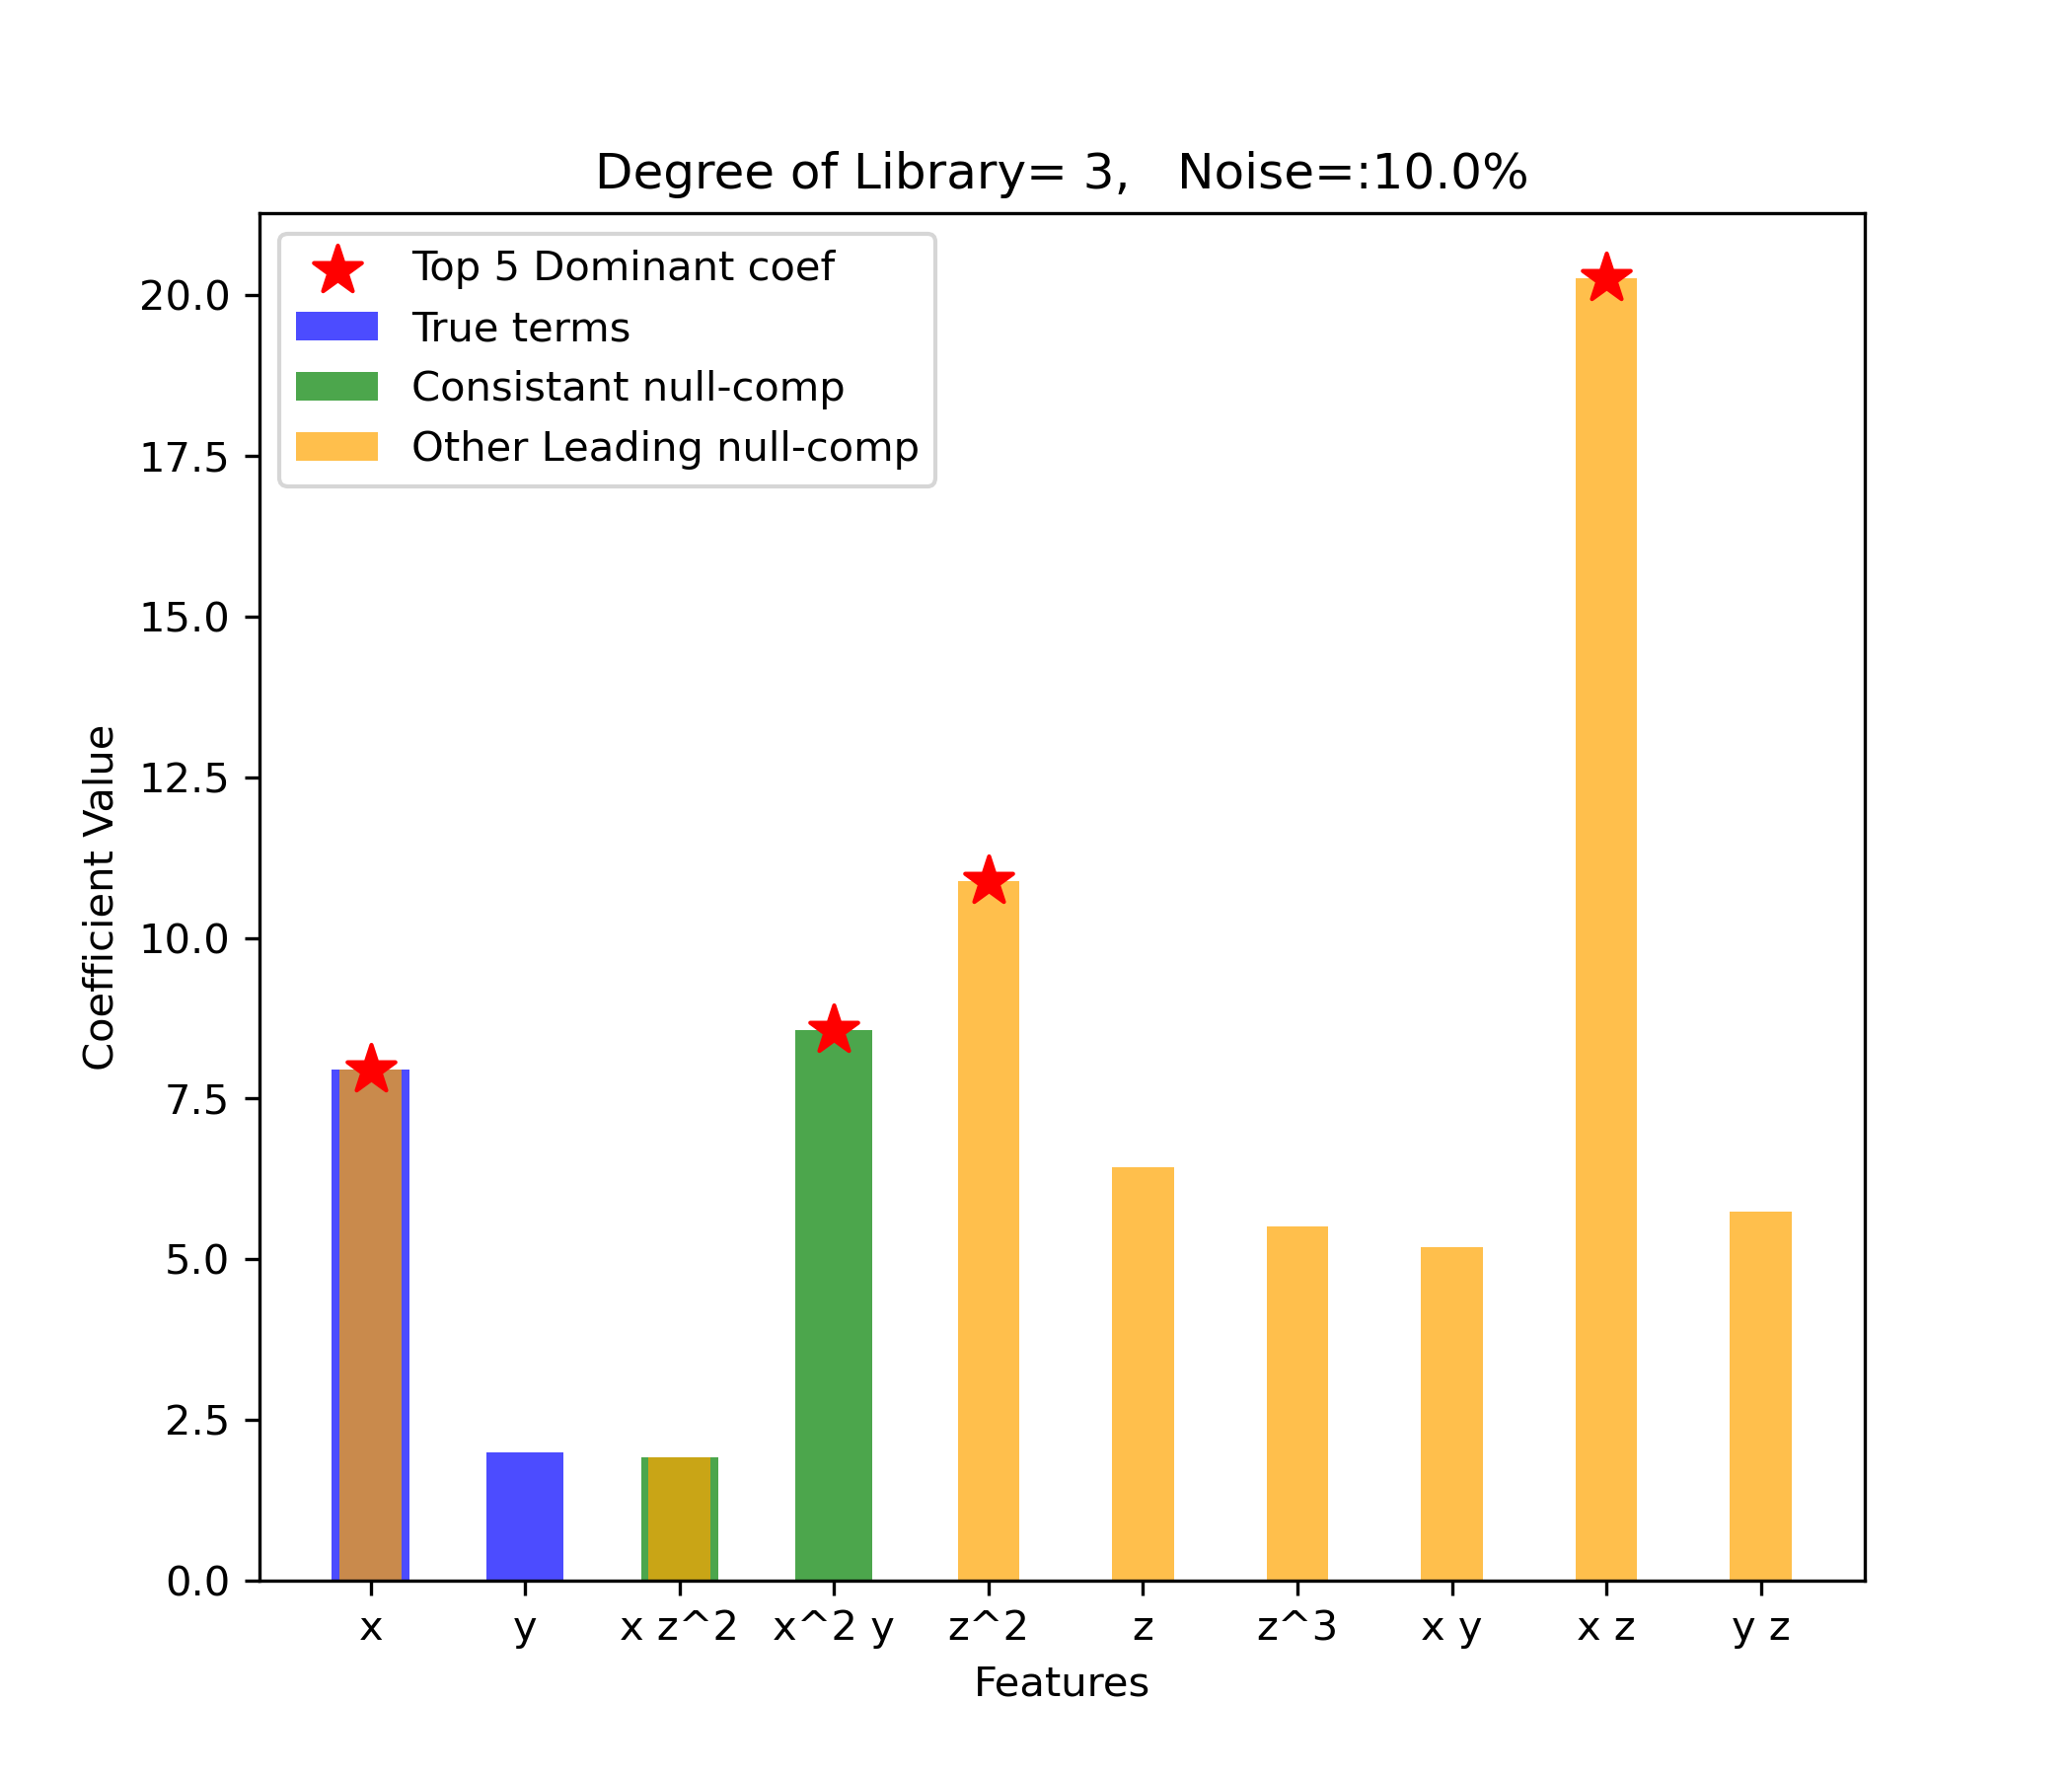 Degree of Library= 3,   Noise=:10.0%
Top 5 Dominant coef
True terms
Consistant null-comp
Other Leading null-comp
Coefficient Value
20.0
17.5
15.0
12.5
10.0
7.5
5.0
2.5
0.0
x y x z^2 x^2 y z^2 z z^3 x y x z y z
Features